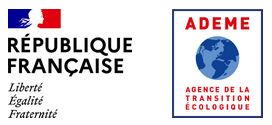 RÉPUBLIQUE
FRANÇAISE
Liberté
Égalité
Fraternité
ADEME
AGENCE DE LA
TRANSITION
ÉCOLOGIQUE